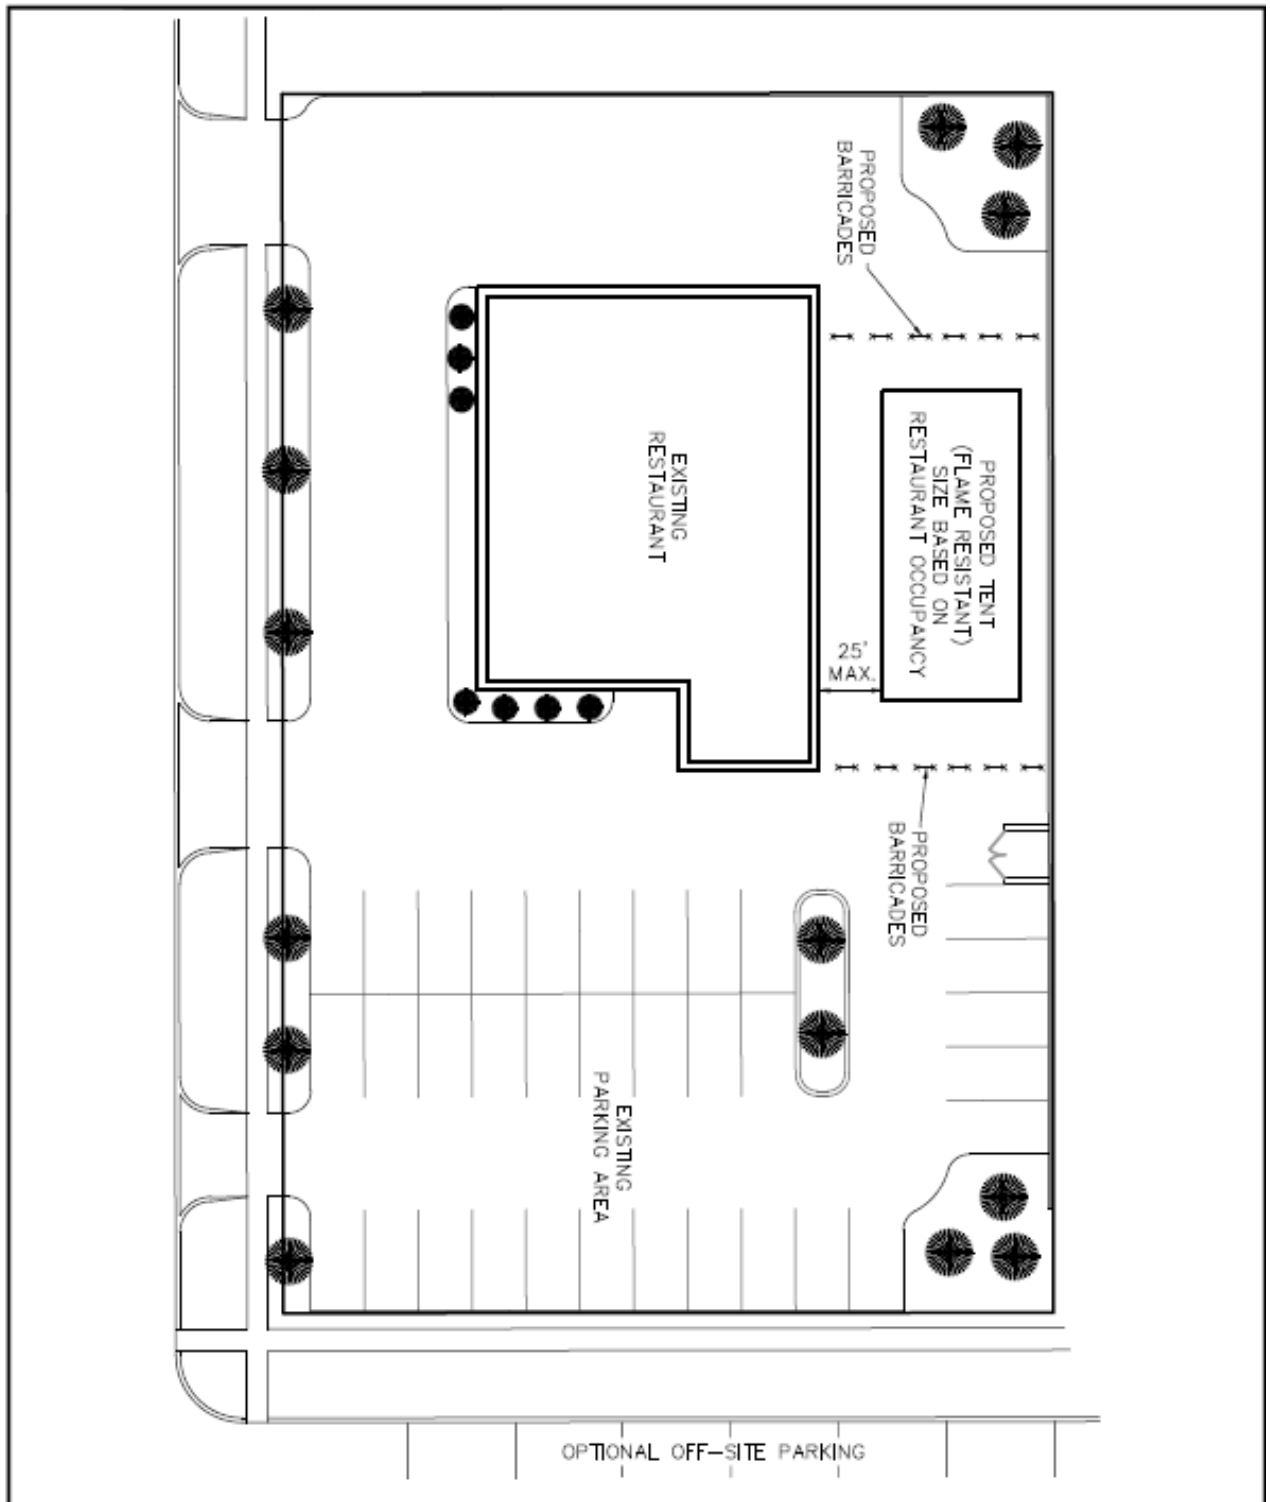 PROPOSED
BARRICADES
EXISTING
RESTAURANT
PROPOSED TENT
(FLAME RESISTANT)
SIZE BASED ON
RESTAURANT OCCUPANCY
25'
MAX.
PROPOSED
BARRICADES
EXISTING
PARKING AREA
OPTIONAL OFF-SITE PARKING